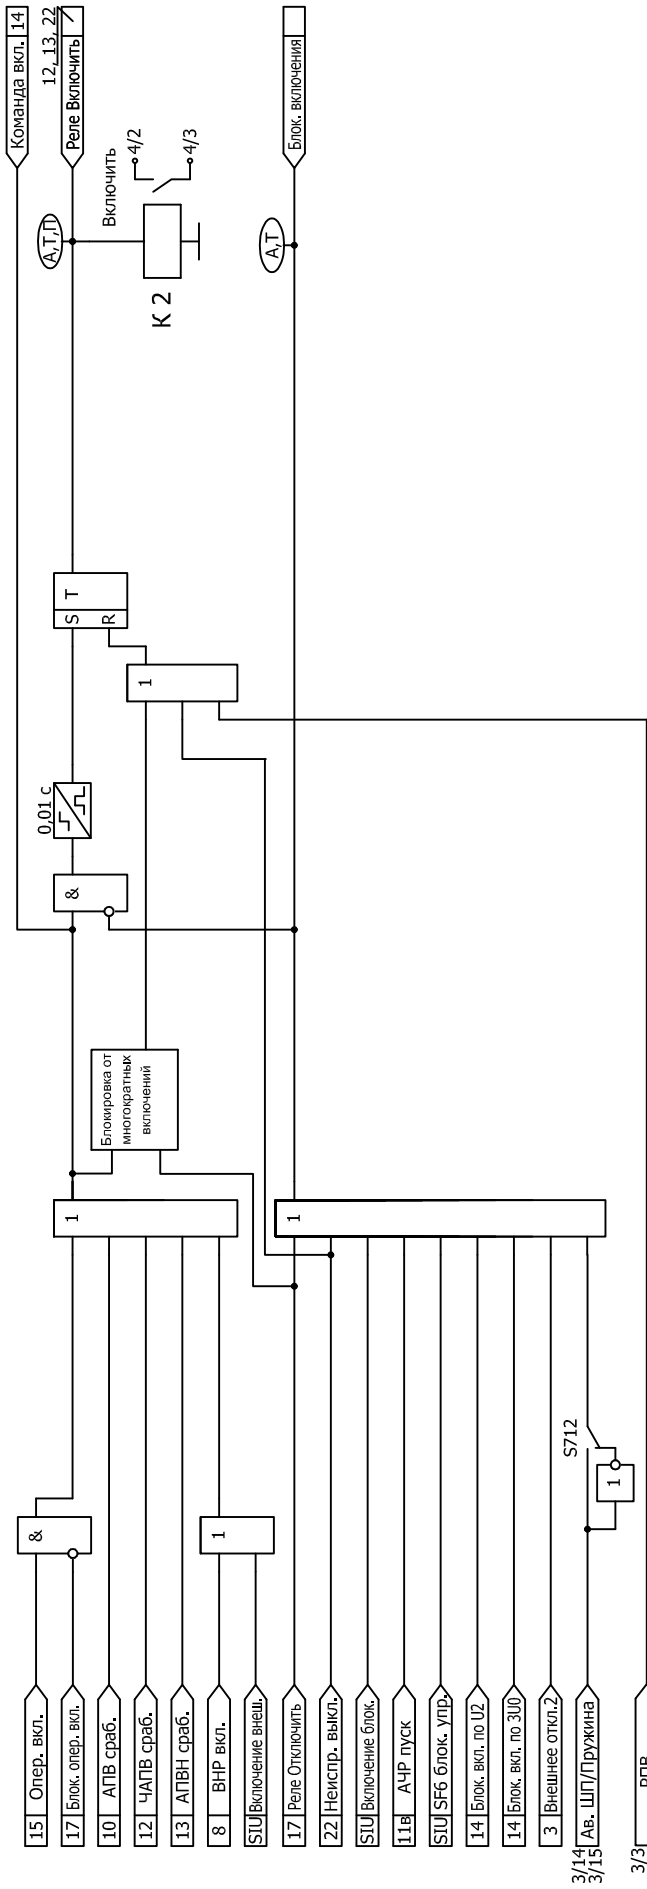 15 Опер. вкл.
17 Блок. опер. вкл.
10 АПВ сраб.
12 ЧАПВ сраб.
13 АПВН сраб.
8 ВНР вкл.
SIU Включение внеш.
17 Реле Отключить
22 Неиспр. выкл.
SIU Включение блок.
11в АЧР пуск
SIU SF6 блок. упр.
14 Блок. вкл. по U2
14 Блок. вкл. по 3U0
3 Внешнее откл.2
3/14
3/15
Ав. ШП/Пружина
3/3
РПВ
&
1
S712
1
1
1
Блокировка от
многократных
включений
&
0,01 с
1
S T
R
К 2
Включить
4/2
4/3
А,Т,П
А,Т
Команда вкл. 14
12, 13, 22
Реле Включить
Блок. включения